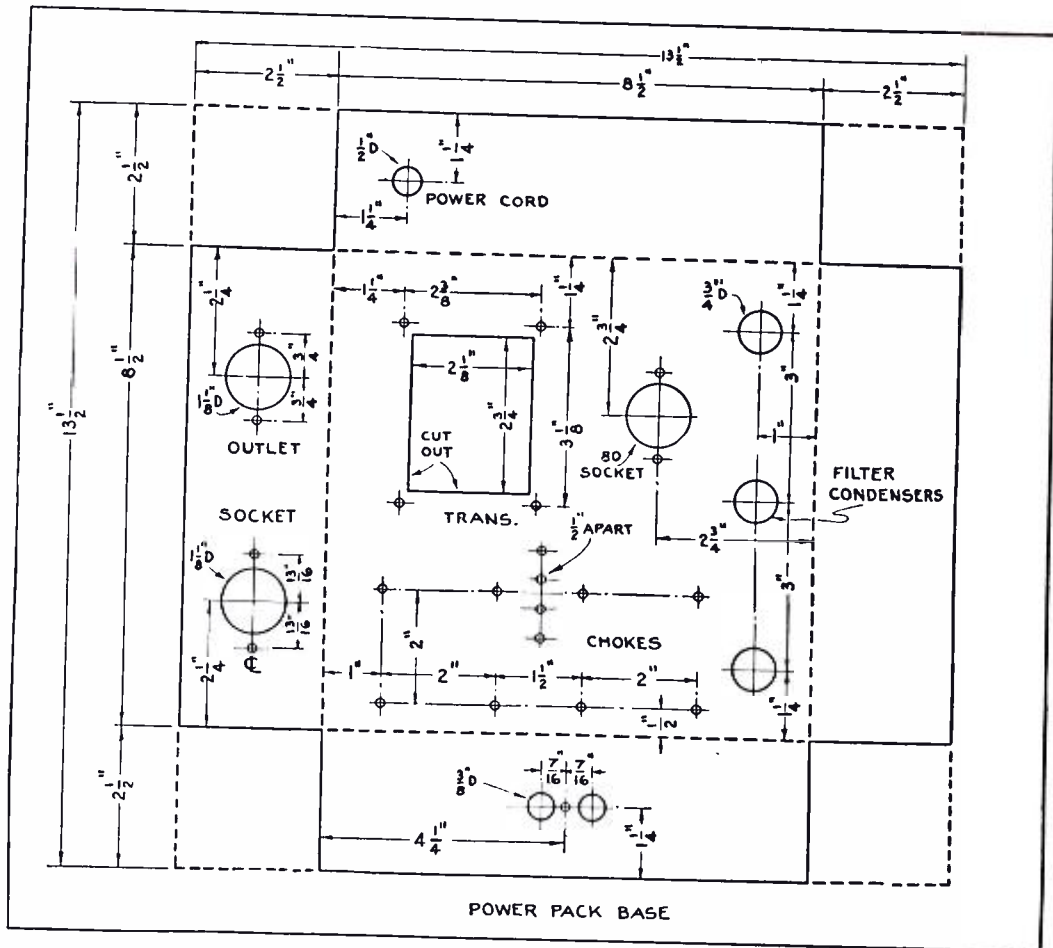 13 1/2"
2 1/2"
8 1/2"
2 1/2"
1/2" D
1 1/4"
POWER CORD
1 1/4"
2 1/2"
8 1/2"
13 1/2"
2 1/2"
2 1/4"
3/4"
3/4"
1 1/8" D
OUTLET
SOCKET
1 1/8" D
13/16"
13/16"
℄
2 1/4"
1 1/4"
2 3/8"
1 1/4"
2 1/8"
2 3/4"
3 1/8"
CUT
OUT
TRANS.
2 3/4"
80
SOCKET
3/4" D
1 1/4"
3"
1"
FILTER
CONDENSERS
2 3/4"
3"
1/2" APART
CHOKES
2"
1"
2"
1 1/2"
2"
1/2"
1 1/4"
7/16"
7/16"
3/8" D
4 1/4"
1 1/4"
POWER PACK BASE